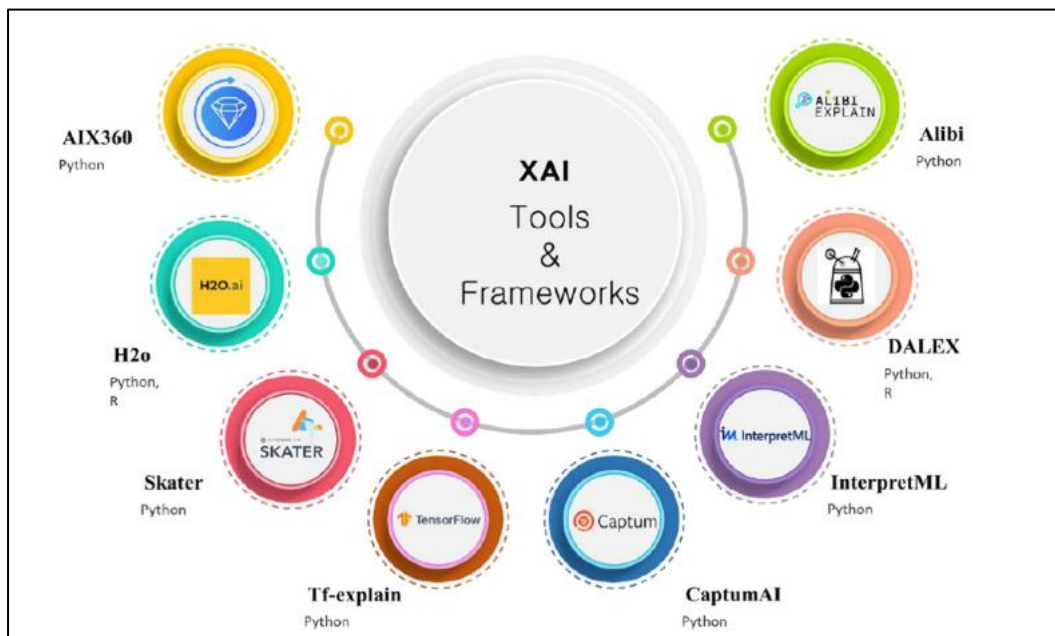 XAI
Tools
&
Frameworks
AIX360
Python
H2O.ai
H2o
Python,
R
SKATER
Skater
Python
TensorFlow
Tf-explain
Python
Captum
CaptumAI
Python
InterpretML
InterpretML
Python
DALEX
Python,
R
ALIBI
EXPLAIN
Alibi
Python